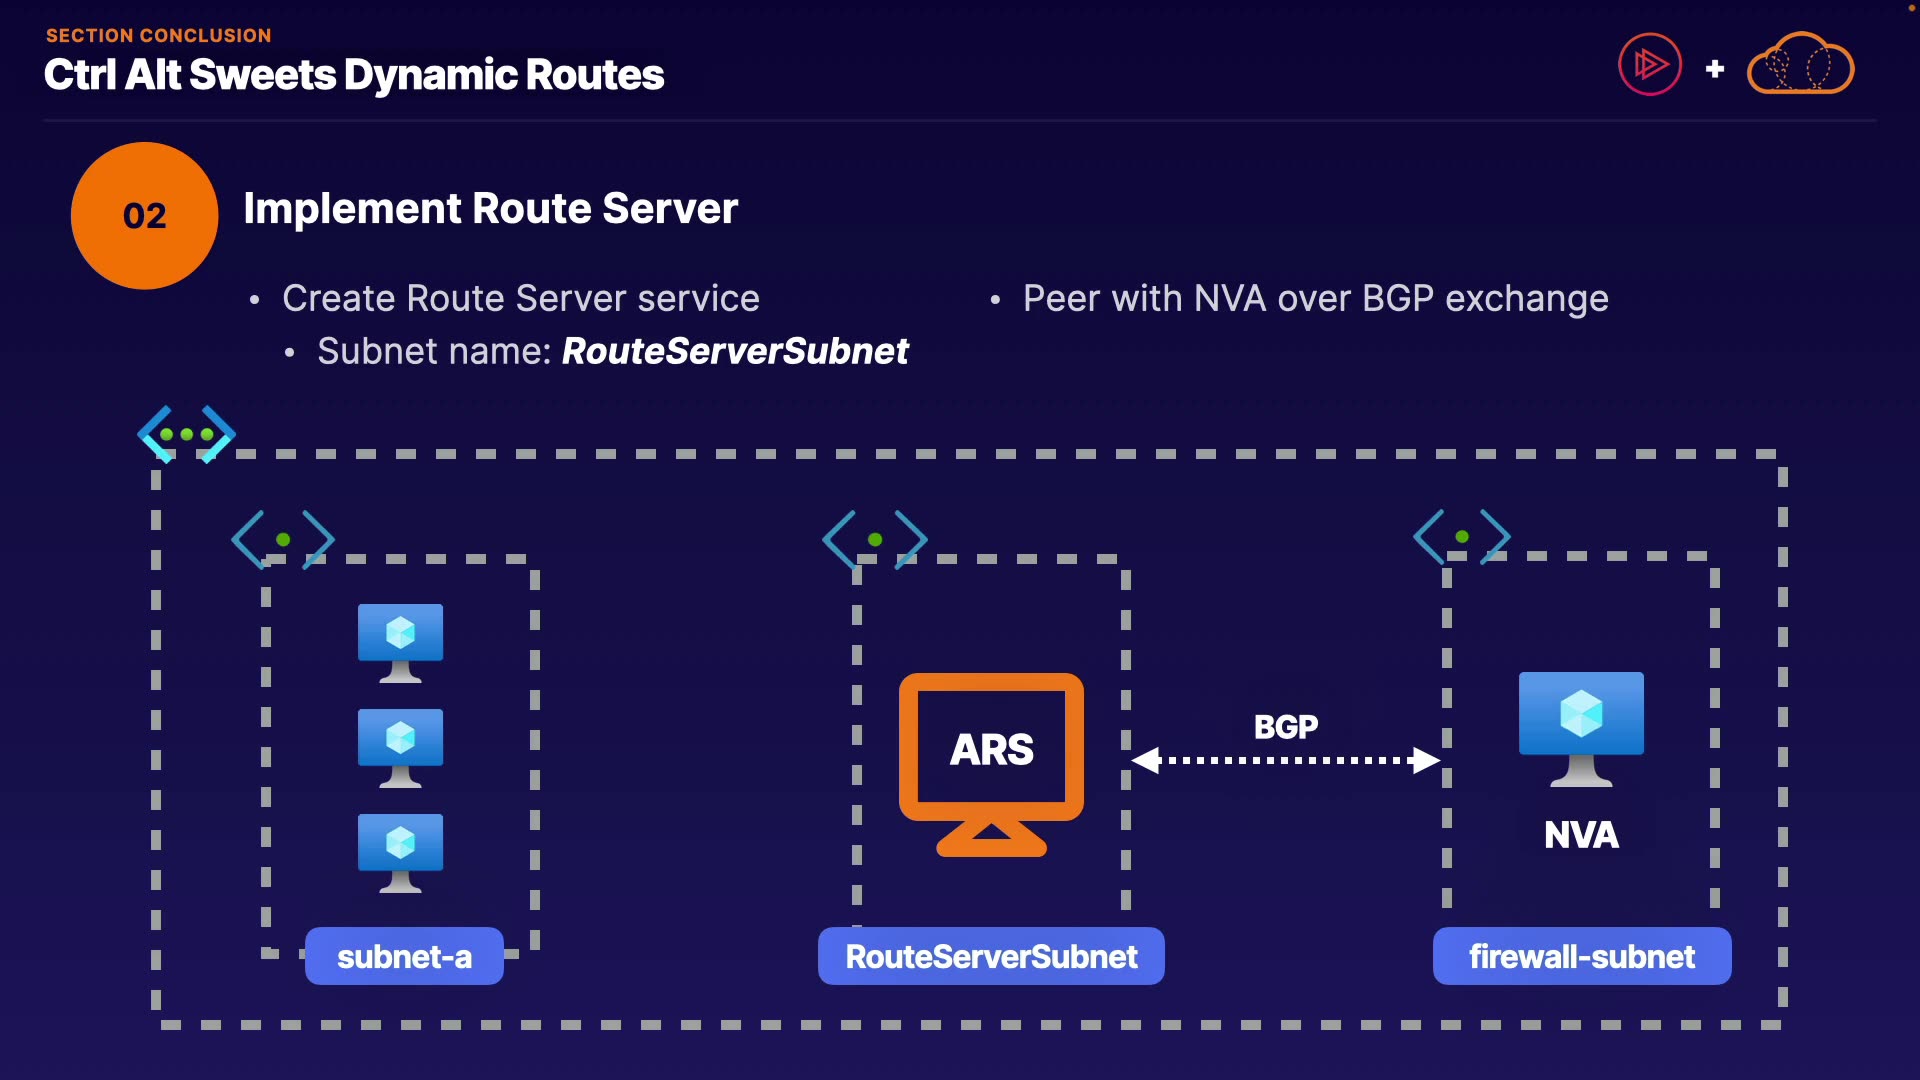 SECTION CONCLUSION
Ctrl Alt Sweets Dynamic Routes
+
02
Implement Route Server
• Create Route Server service
• Subnet name: RouteServerSubnet
• Peer with NVA over BGP exchange
ARS
BGP
NVA
subnet-a
RouteServerSubnet
firewall-subnet